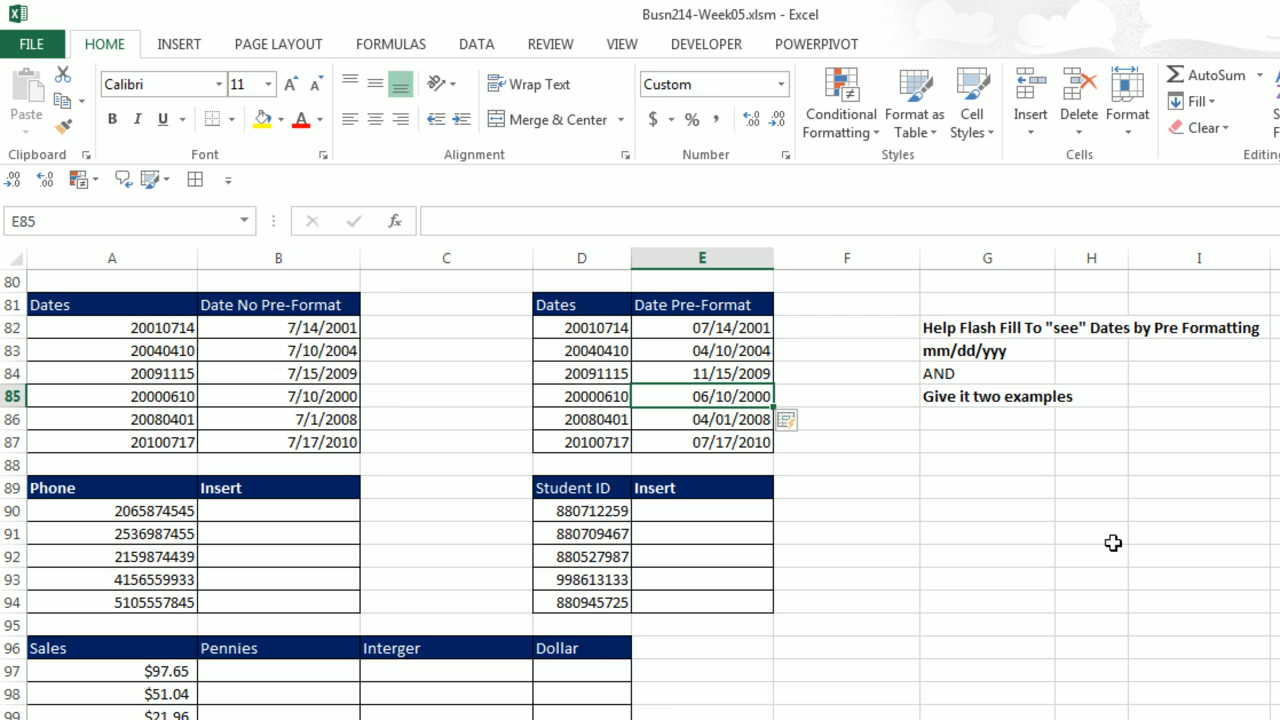 Busn214-Week05.xlsm - Excel
FILE HOME INSERT PAGE LAYOUT FORMULAS DATA REVIEW VIEW DEVELOPER POWERPIVOT
Calibri 11 Wrap Text Custom AutoSum
Paste Conditional Formatting Format as Table Cell Styles Insert Delete Format Fill
B I U A Merge & Center $ % Clear
Clipboard Font Alignment Number Styles Cells Editing
E85 fx
A B C D E F G H I
80
81 Dates Date No Pre-Format Dates Date Pre-Format
82 20010714 7/14/2001 20010714 07/14/2001 Help Flash Fill To "see" Dates by Pre Formatting
83 20040410 7/10/2004 20040410 04/10/2004 mm/dd/yyy
84 20091115 7/15/2009 20091115 11/15/2009 AND
85 20000610 7/10/2000 20000610 06/10/2000 Give it two examples
86 20080401 7/1/2008 20080401 04/01/2008
87 20100717 7/17/2010 20100717 07/17/2010
88
89 Phone Insert Student ID Insert
90 2065874545 880712259
91 2536987455 880709467
92 2159874439 880527987
93 4156559933 998613133
94 5105557845 880945725
95
96 Sales Pennies Interger Dollar
97 $97.65
98 $51.04
99 $21.96